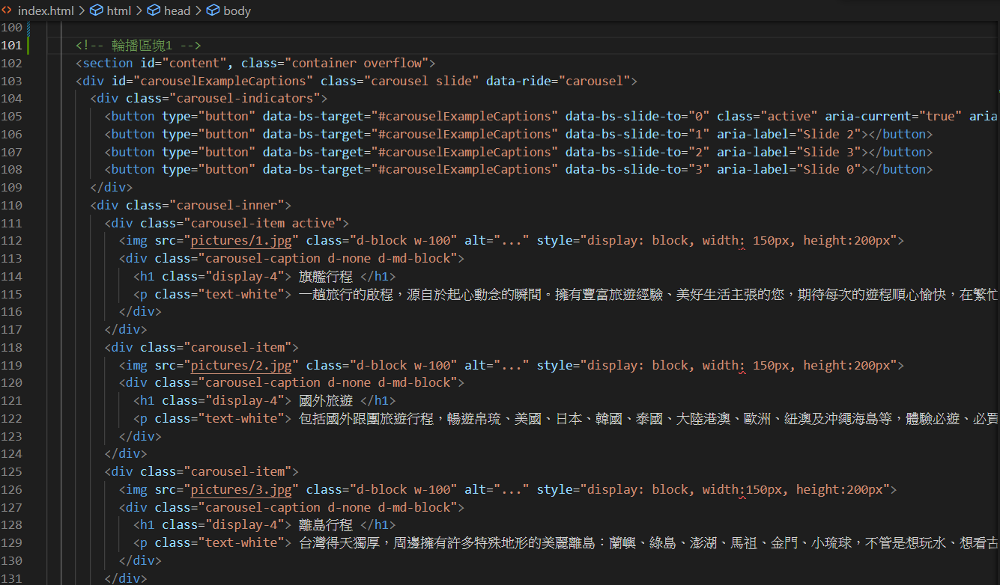 index.html > html > head > body
100
101 <!-- 輪播區塊1 -->
102 <section id="content", class="container overflow">
103 <div id="carouselExampleCaptions" class="carousel slide" data-ride="carousel">
104 <div class="carousel-indicators">
105 <button type="button" data-bs-target="#carouselExampleCaptions" data-bs-slide-to="0" class="active" aria-current="true" aria
106 <button type="button" data-bs-target="#carouselExampleCaptions" data-bs-slide-to="1" aria-label="Slide 2"></button>
107 <button type="button" data-bs-target="#carouselExampleCaptions" data-bs-slide-to="2" aria-label="Slide 3"></button>
108 <button type="button" data-bs-target="#carouselExampleCaptions" data-bs-slide-to="3" aria-label="Slide 0"></button>
109 </div>
110 <div class="carousel-inner">
111 <div class="carousel-item active">
112 <img src="pictures/1.jpg" class="d-block w-100" alt="..." style="display: block, width: 150px, height:200px">
113 <div class="carousel-caption d-none d-md-block">
114 <h1 class="display-4"> 旗艦行程 </h1>
115 <p class="text-white"> 一趟旅行的啟程，源自於起心動念的瞬間。擁有豐富旅遊經驗、美好生活主張的您，期待每次的遊程順心愉快，在繁忙
116 </div>
117 </div>
118 <div class="carousel-item">
119 <img src="pictures/2.jpg" class="d-block w-100" alt="..." style="display: block, width: 150px, height:200px">
120 <div class="carousel-caption d-none d-md-block">
121 <h1 class="display-4"> 國外旅遊 </h1>
122 <p class="text-white"> 包括國外跟團旅遊行程，暢遊帛琉、美國、日本、韓國、泰國、大陸港澳、歐洲、紐澳及沖繩海島等，體驗必遊、必買
123 </div>
124 </div>
125 <div class="carousel-item">
126 <img src="pictures/3.jpg" class="d-block w-100" alt="..." style="display: block, width:150px, height:200px">
127 <div class="carousel-caption d-none d-md-block">
128 <h1 class="display-4"> 離島行程 </h1>
129 <p class="text-white"> 台灣得天獨厚，周邊擁有許多特殊地形的美麗離島：蘭嶼、綠島、澎湖、馬祖、金門、小琉球，不管是想玩水、想看古
130 </div>
131 </div>